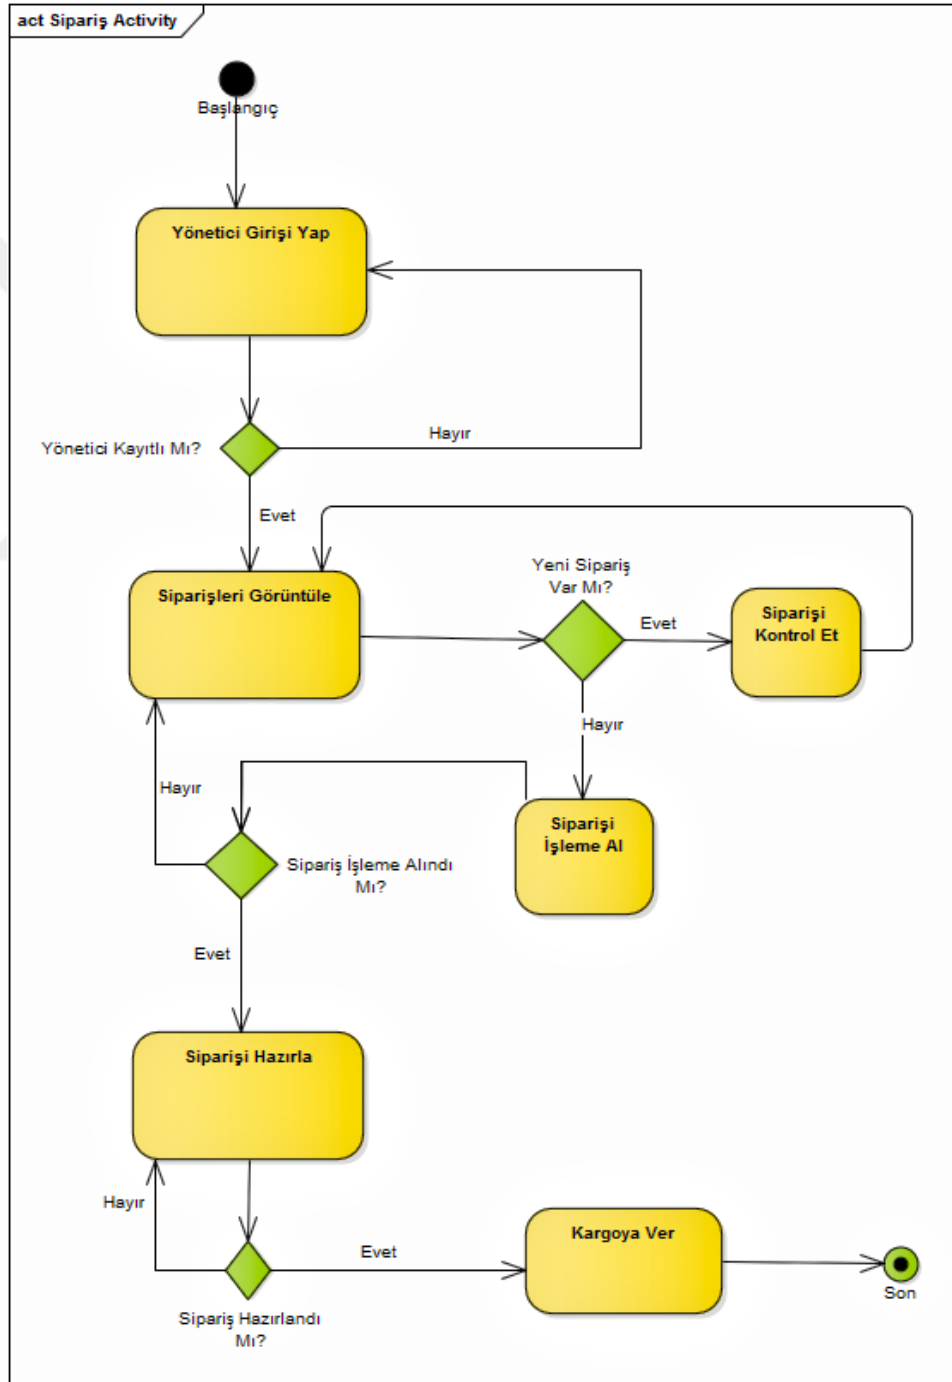 act Sipariş Activity
Başlangıç
Yönetici Girişi Yap
Hayır
Yönetici Kayıtlı Mı?
Evet
Siparişleri Görüntüle
Yeni Sipariş
Var Mı?
Evet
Siparişi
Kontrol Et
Hayır
Hayır
Siparişi
İşleme Al
Sipariş İşleme Alındı
Mı?
Evet
Siparişi Hazırla
Hayır
Evet
Kargoya Ver
Son
Sipariş Hazırlandı
Mı?